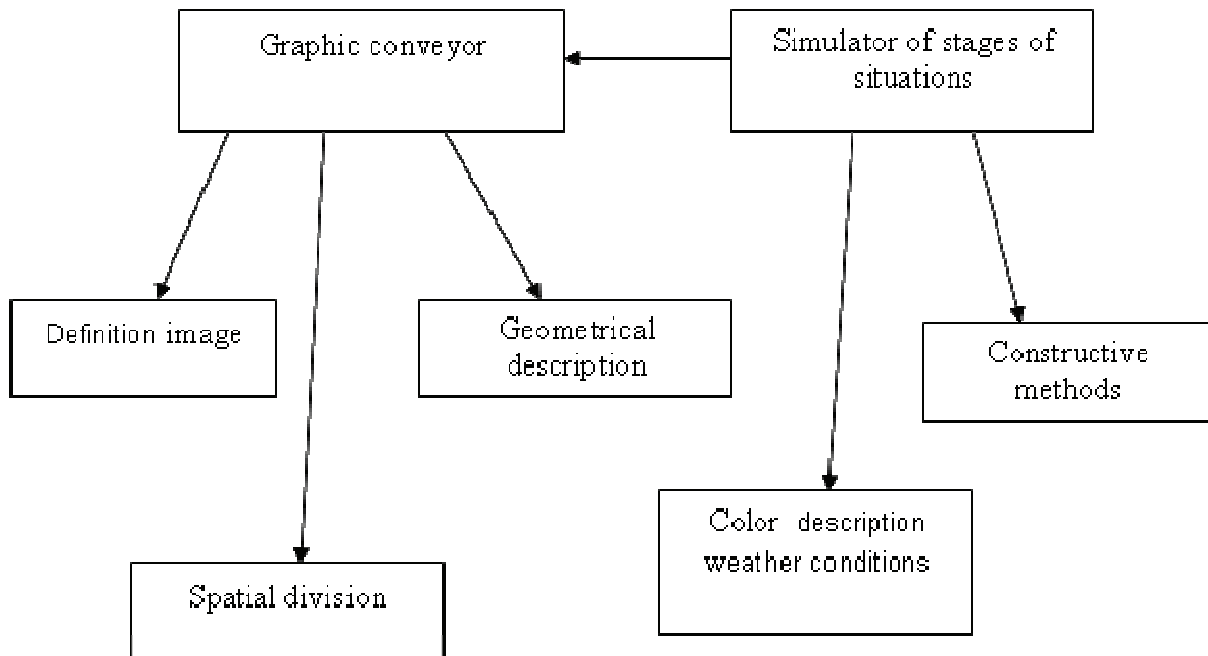 Graphic conveyor
Simulator of stages of
situations
Definition image
Geometrical
description
Constructive
methods
Color description
weather conditions
Spatial division